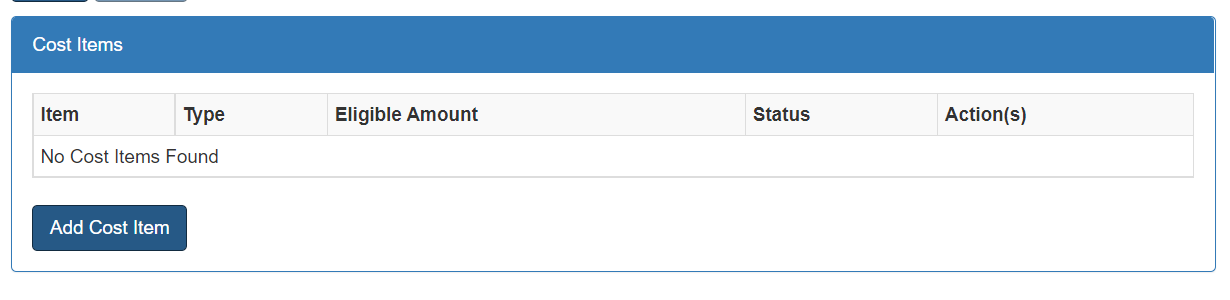 Cost Items
Item Type Eligible Amount Status Action(s)
No Cost Items Found
Add Cost Item